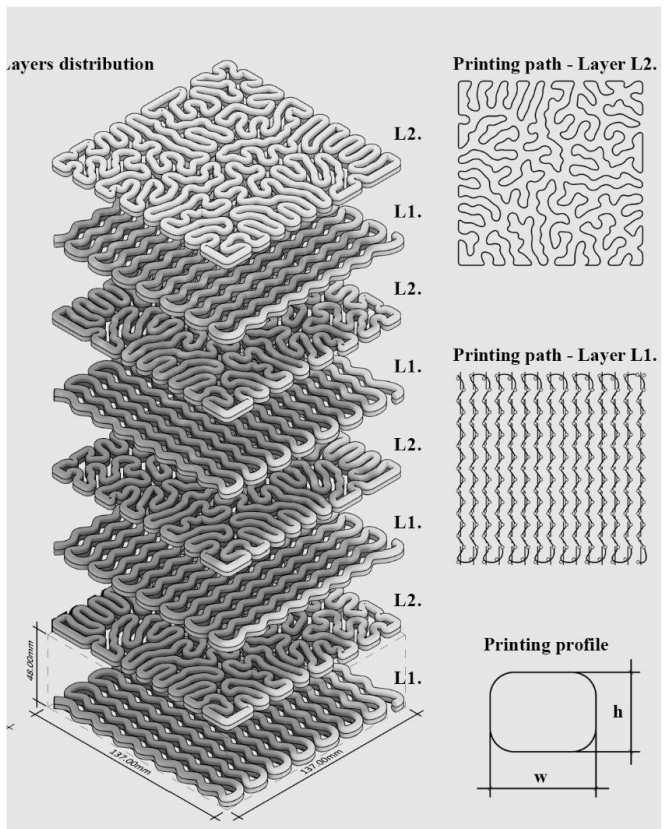 Layers distribution
Printing path - Layer L2.
L2.
L1.
L2.
L1.
Printing path - Layer L1.
L2.
L1.
L2.
L1.
48.00mm
137.00mm
137.00mm
Printing profile
h
w